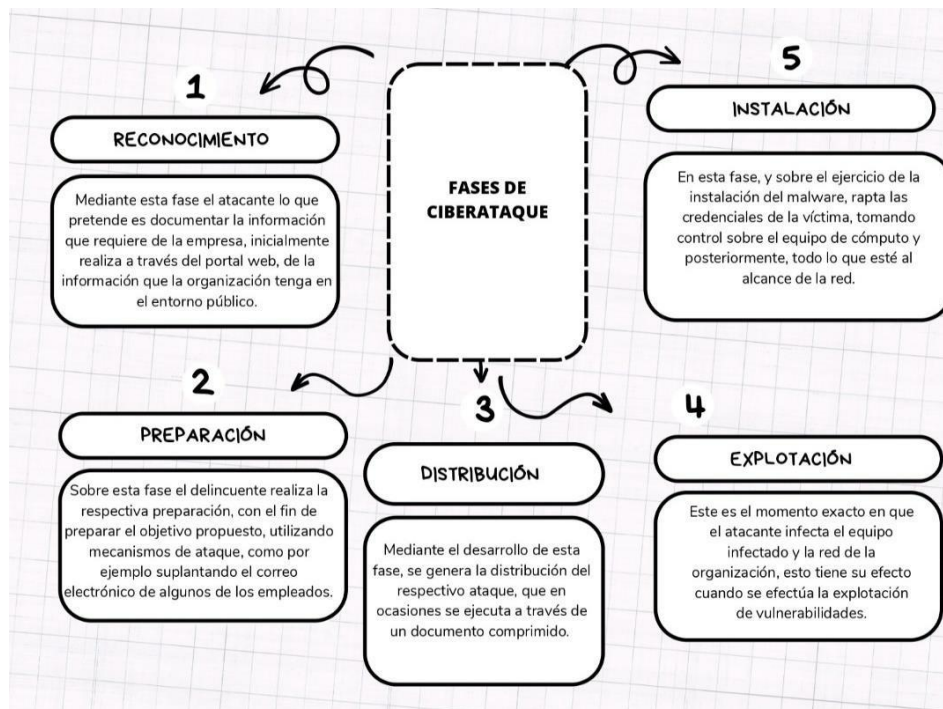 FASES DE
CIBERATAQUE
1
RECONOCIMIENTO
Mediante esta fase el atacante lo que
pretende es documentar la información
que requiere de la empresa, inicialmente
realiza a través del portal web, de la
información que la organización tenga en
el entorno público.
2
PREPARACIÓN
Sobre esta fase el delincuente realiza la
respectiva preparación, con el fin de
preparar el objetivo propuesto, utilizando
mecanismos de ataque, como por
ejemplo suplantando el correo
electrónico de algunos de los empleados.
3
DISTRIBUCIÓN
Mediante el desarrollo de esta
fase, se genera la distribución del
respectivo ataque, que en
ocasiones se ejecuta a través de
un documento comprimido.
4
EXPLOTACIÓN
Este es el momento exacto en que
el atacante infecta el equipo
infectado y la red de la
organización, esto tiene su efecto
cuando se efectúa la explotación
de vulnerabilidades.
5
INSTALACIÓN
En esta fase, y sobre el ejercicio de la
instalación del malware, rapta las
credenciales de la víctima, tomando
control sobre el equipo de cómputo y
posteriormente, todo lo que esté al
alcance de la red.